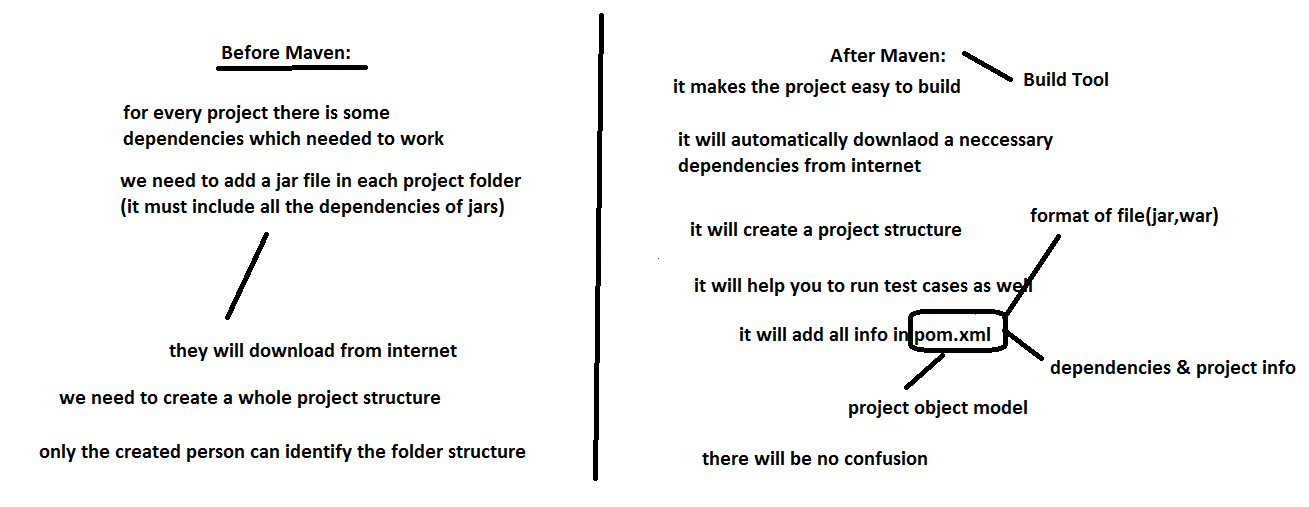 Before Maven:
for every project there is some
dependencies which needed to work
we need to add a jar file in each project folder
(it must include all the dependencies of jars)
they will download from internet
we need to create a whole project structure
only the created person can identify the folder structure
After Maven:
Build Tool
it makes the project easy to build
it will automatically downlaod a neccessary
dependencies from internet
format of file(jar,war)
it will create a project structure
it will help you to run test cases as well
it will add all info in pom.xml
dependencies & project info
project object model
there will be no confusion